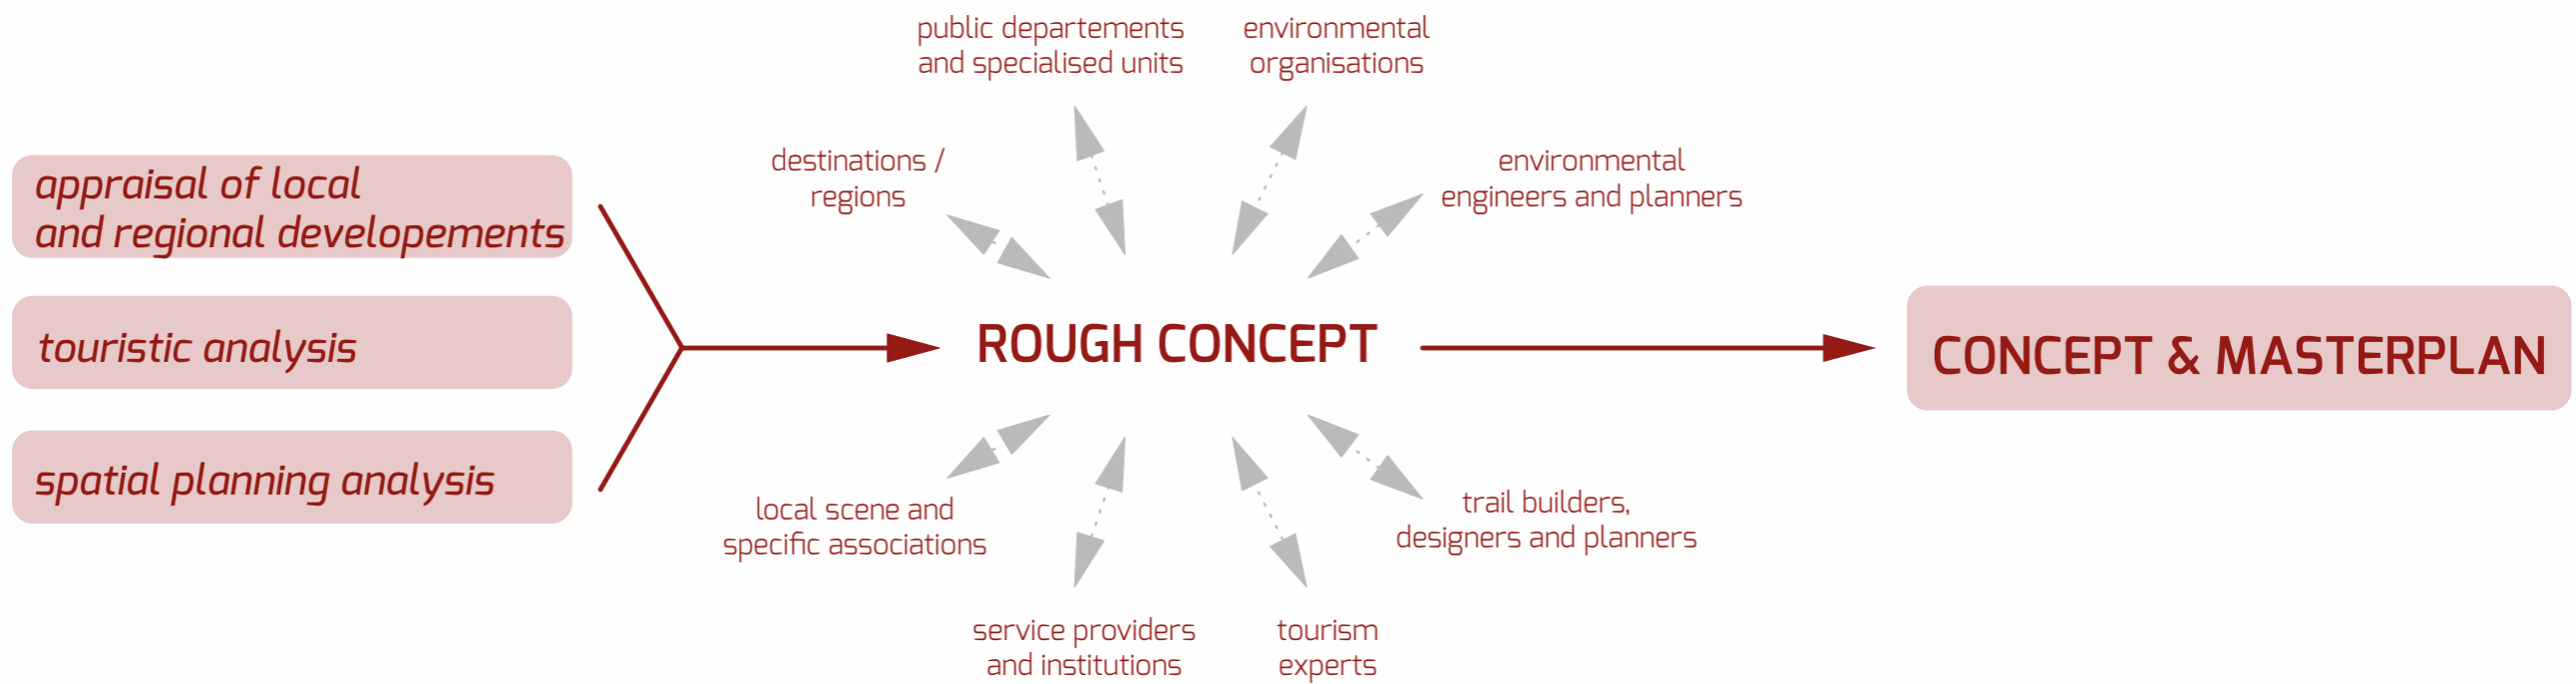 appraisal of local
and regional developements
touristic analysis
spatial planning analysis
public departements
and specialised units
environmental
organisations
destinations /
regions
environmental
engineers and planners
ROUGH CONCEPT
local scene and
specific associations
trail builders,
designers and planners
service providers
and institutions
tourism
experts
CONCEPT & MASTERPLAN